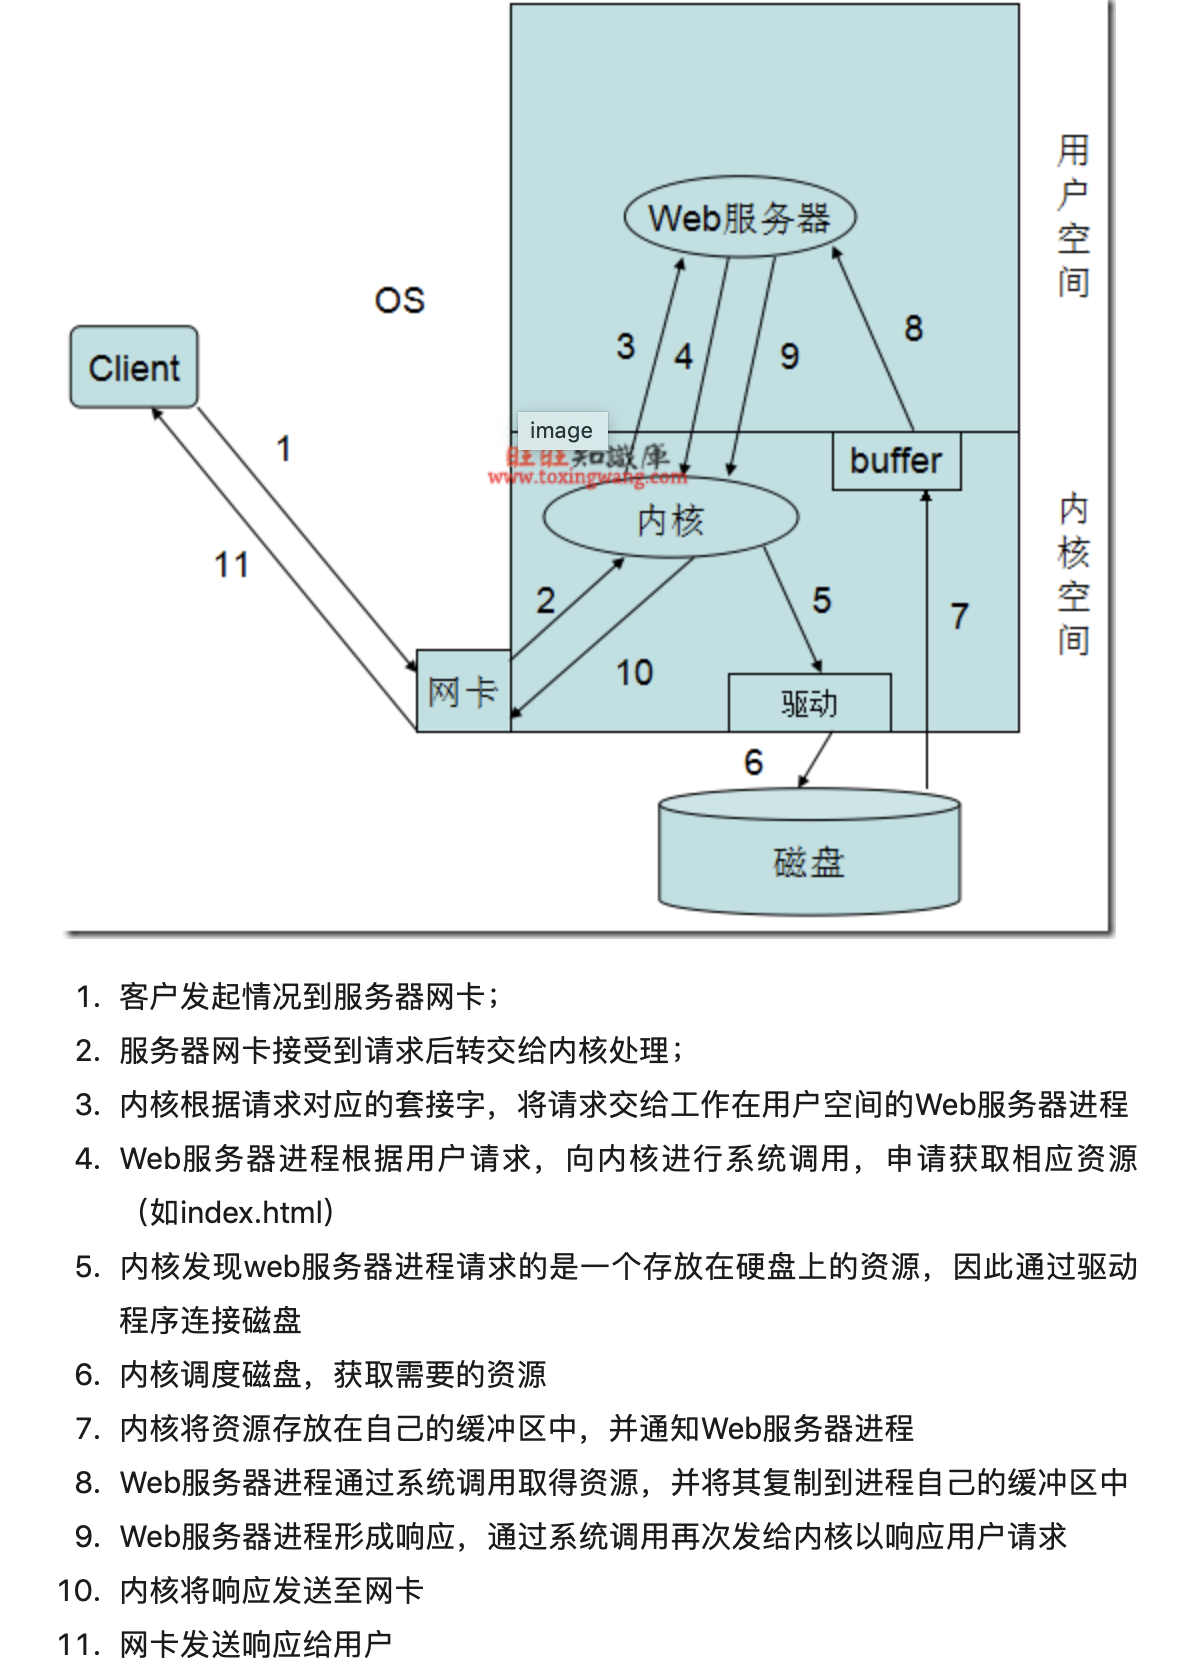 用户空间
Web服务器
OS
3
4
9
8
Client
image
旺旺知識庫
www.toxingwang.com
buffer
1
内核
内核空间
11
2
5
7
10
网卡
驱动
6
磁盘
1. 客户发起情况到服务器网卡；
2. 服务器网卡接受到请求后转交给内核处理；
3. 内核根据请求对应的套接字，将请求交给工作在用户空间的Web服务器进程
4. Web服务器进程根据用户请求，向内核进行系统调用，申请获取相应资源
（如index.html）
5. 内核发现web服务器进程请求的是一个存放在硬盘上的资源，因此通过驱动
程序连接磁盘
6. 内核调度磁盘，获取需要的资源
7. 内核将资源存放在自己的缓冲区中，并通知Web服务器进程
8. Web服务器进程通过系统调用取得资源，并将其复制到进程自己的缓冲区中
9. Web服务器进程形成响应，通过系统调用再次发给内核以响应用户请求
10. 内核将响应发送至网卡
11. 网卡发送响应给用户